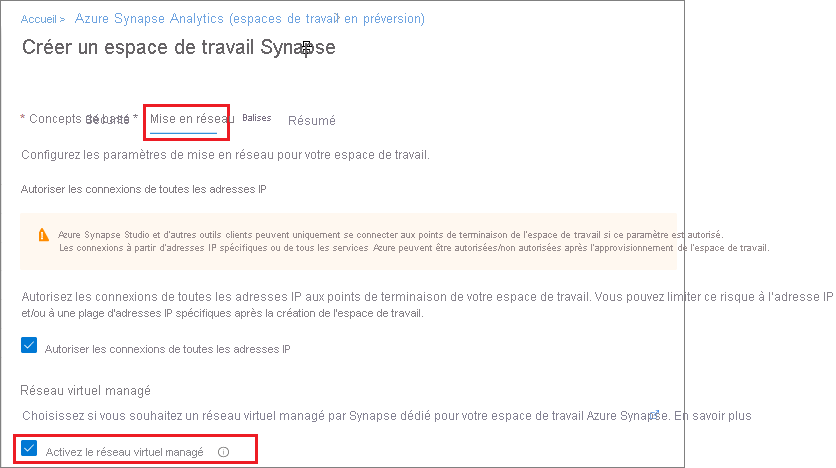 Accueil > Azure Synapse Analytics (espaces de travail en préversion)
Créer un espace de travail Synapse
* Concepts de base * Sécurité Mise en réseau Balises Résumé
Configurez les paramètres de mise en réseau pour votre espace de travail.
Autoriser les connexions de toutes les adresses IP
Azure Synapse Studio et d'autres outils clients peuvent uniquement se connecter aux points de terminaison de l'espace de travail si ce paramètre est autorisé.
Les connexions à partir d'adresses IP spécifiques ou de tous les services Azure peuvent être autorisées/non autorisées après l'approvisionnement de l'espace de travail.
Autorisez les connexions de toutes les adresses IP aux points de terminaison de votre espace de travail. Vous pouvez limiter ce risque à l'adresse IP
et/ou à une plage d'adresses IP spécifiques après la création de l'espace de travail.
Autoriser les connexions de toutes les adresses IP
Réseau virtuel managé
Choisissez si vous souhaitez un réseau virtuel managé par Synapse dédié pour votre espace de travail Azure Synapse. En savoir plus
Activez le réseau virtuel managé